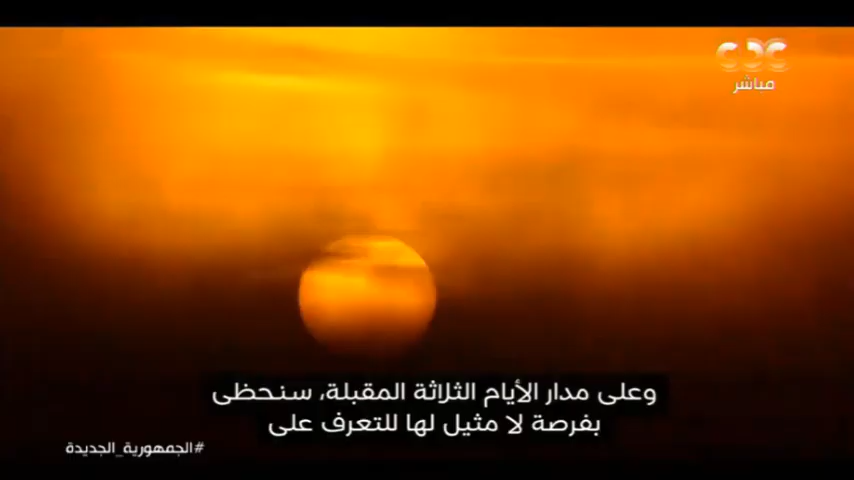 CBC
مباشر
وعلى مدار الأيام الثلاثة المقبلة، سنحظى
بفرصة لا مثيل لها للتعرف على
#الجمهورية_الجديدة